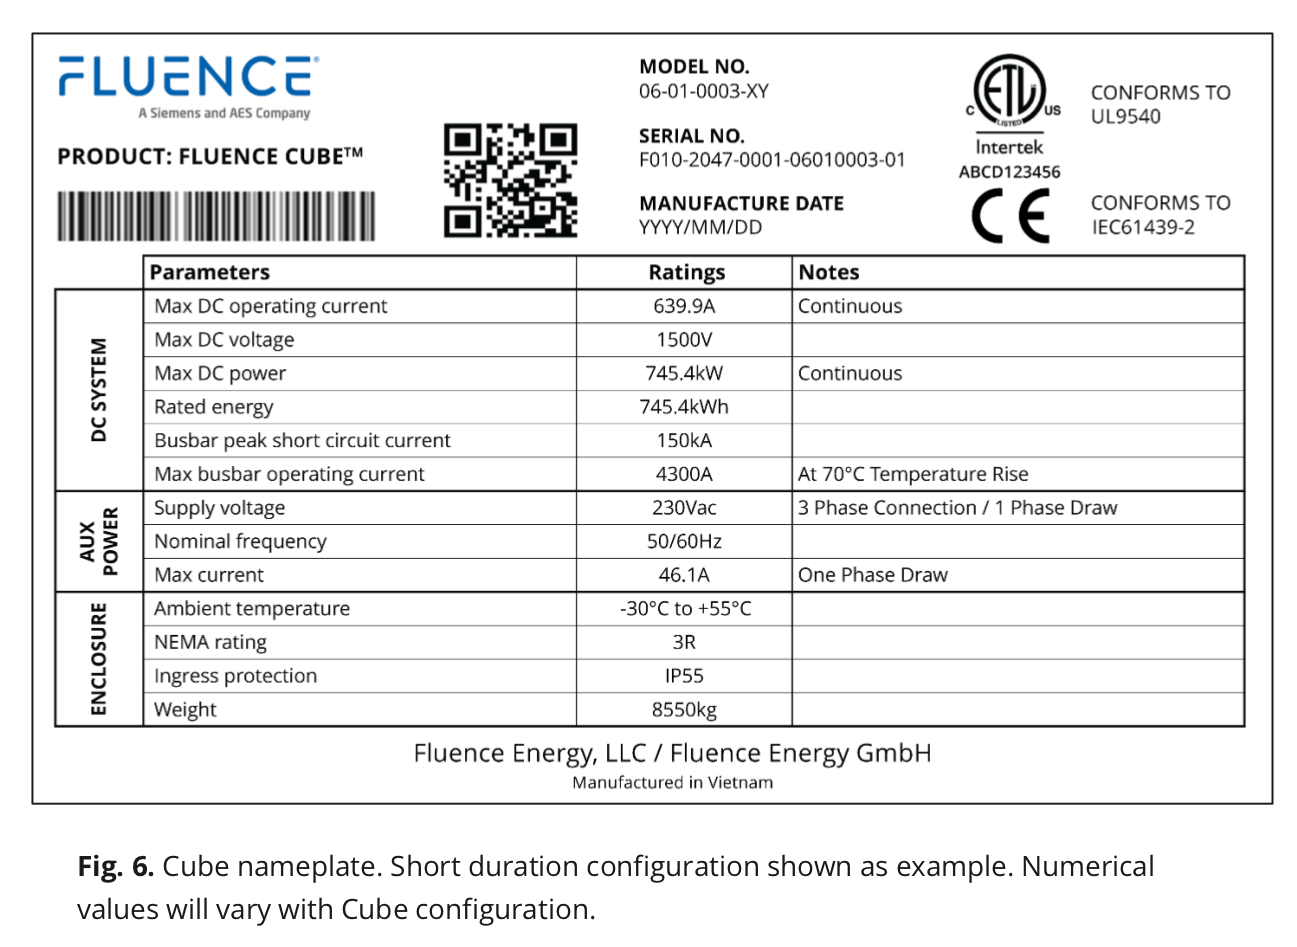 FLUENCE®
A Siemens and AES Company
PRODUCT: FLUENCE CUBE™
MODEL NO.
06-01-0003-XY
SERIAL NO.
F010-2047-0001-06010003-01
MANUFACTURE DATE
YYYY/MM/DD
C ETL US
LISTED
Intertek
ABCD123456
CONFORMS TO
UL9540
CE
CONFORMS TO
IEC61439-2
Parameters Ratings Notes
DC SYSTEM
Max DC operating current 639.9A Continuous
Max DC voltage 1500V
Max DC power 745.4kW Continuous
Rated energy 745.4kWh
Busbar peak short circuit current 150kA
Max busbar operating current 4300A At 70°C Temperature Rise
AUX
POWER
Supply voltage 230Vac 3 Phase Connection / 1 Phase Draw
Nominal frequency 50/60Hz
Max current 46.1A One Phase Draw
ENCLOSURE
Ambient temperature -30°C to +55°C
NEMA rating 3R
Ingress protection IP55
Weight 8550kg
Fluence Energy, LLC / Fluence Energy GmbH
Manufactured in Vietnam
Fig. 6. Cube nameplate. Short duration configuration shown as example. Numerical
values will vary with Cube configuration.